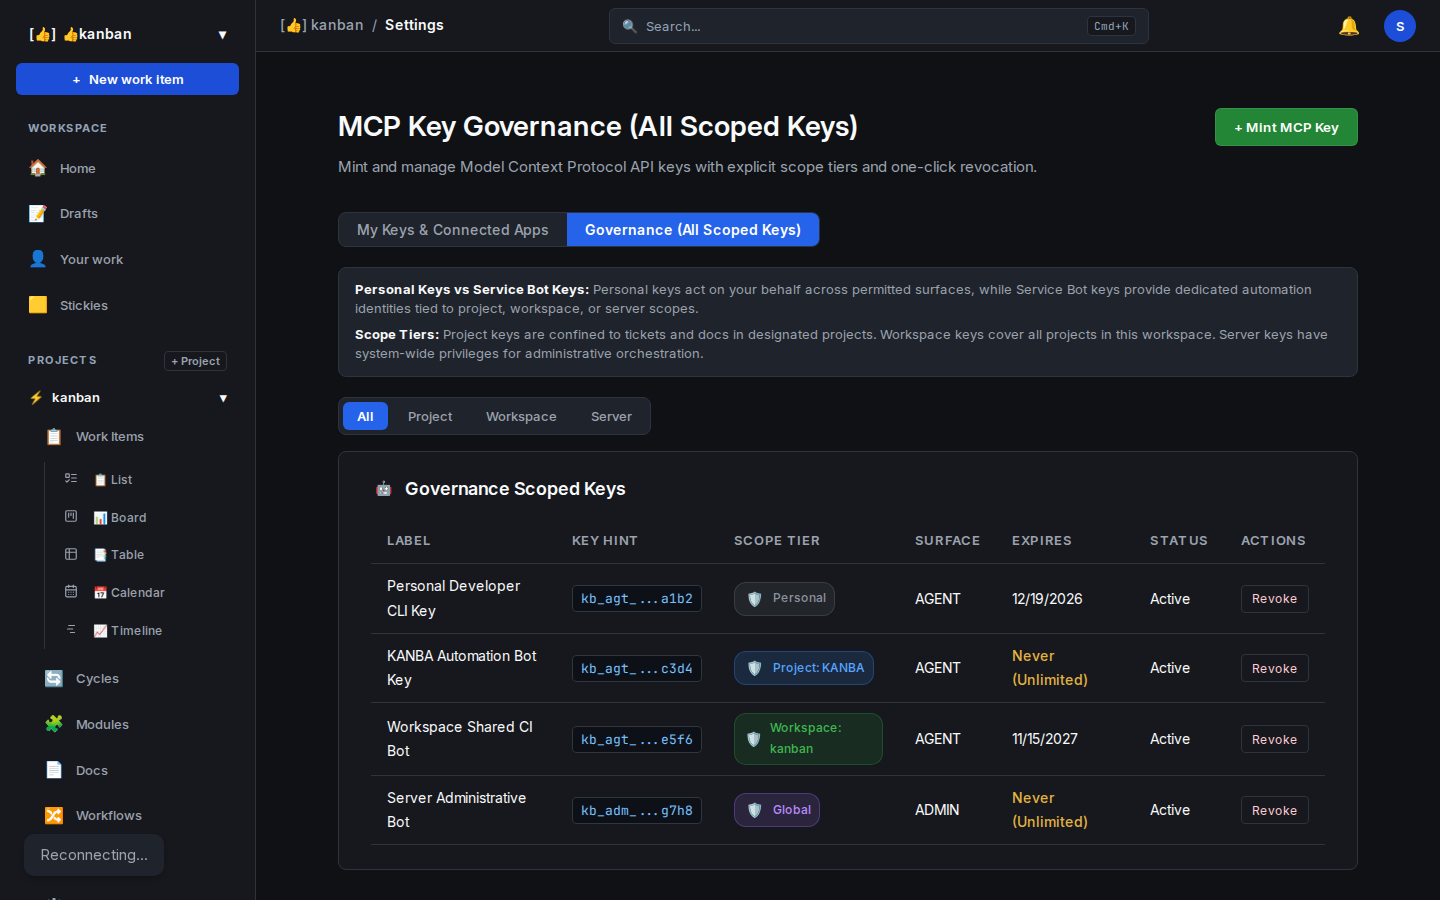 [👍] 👍kanban ▼
+ New work item
WORKSPACE
🏠 Home
📝 Drafts
👤 Your work
🟨 Stickies
PROJECTS + Project
⚡ kanban ▼
📋 Work Items
📋 List
📊 Board
📑 Table
📅 Calendar
📈 Timeline
🔄 Cycles
🧩 Modules
📄 Docs
🔀 Workflows
Reconnecting...
[👍] kanban / Settings
🔍 Search... Cmd+K
🔔 S
MCP Key Governance (All Scoped Keys)
+ Mint MCP Key
Mint and manage Model Context Protocol API keys with explicit scope tiers and one-click revocation.
My Keys & Connected Apps Governance (All Scoped Keys)
Personal Keys vs Service Bot Keys: Personal keys act on your behalf across permitted surfaces, while Service Bot keys provide dedicated automation
identities tied to project, workspace, or server scopes.
Scope Tiers: Project keys are confined to tickets and docs in designated projects. Workspace keys cover all projects in this workspace. Server keys have
system-wide privileges for administrative orchestration.
All Project Workspace Server
🤖 Governance Scoped Keys
LABEL KEY HINT SCOPE TIER SURFACE EXPIRES STATUS ACTIONS
Personal Developer
CLI Key
kb_agt_...a1b2 🛡️ Personal AGENT 12/19/2026 Active Revoke
KANBA Automation Bot
Key
kb_agt_...c3d4 🛡️ Project: KANBA AGENT
Never
(Unlimited)
Active Revoke
Workspace Shared CI
Bot
kb_agt_...e5f6 🛡️
Workspace:
kanban
AGENT 11/15/2027 Active Revoke
Server Administrative
Bot
kb_adm_...g7h8 🛡️ Global ADMIN
Never
(Unlimited)
Active Revoke